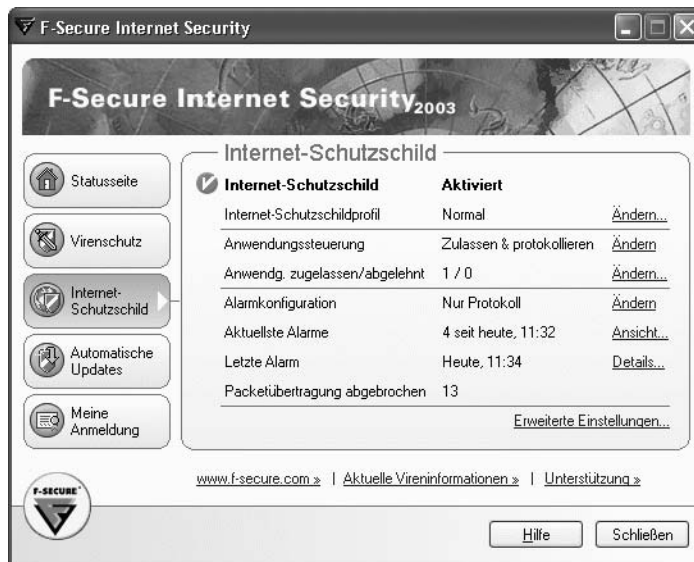 F-Secure Internet Security
F-Secure Internet Security 2003
Statusseite
Virenschutz
Internet-
Schutzschild
Automatische
Updates
Meine
Anmeldung
F-SECURE
Internet-Schutzschild
Internet-Schutzschild Aktiviert
Internet-Schutzschildprofil Normal Ändern...
Anwendungssteuerung Zulassen & protokollieren Ändern
Anwendg. zugelassen/abgelehnt 1 / 0 Ändern...
Alarmkonfiguration Nur Protokoll Ändern
Aktuellste Alarme 4 seit heute, 11:32 Ansicht...
Letzte Alarm Heute, 11:34 Details...
Packetübertragung abgebrochen 13
Erweiterte Einstellungen...
www.f-secure.com » | Aktuelle Vireninformationen » | Unterstützung »
Hilfe Schließen